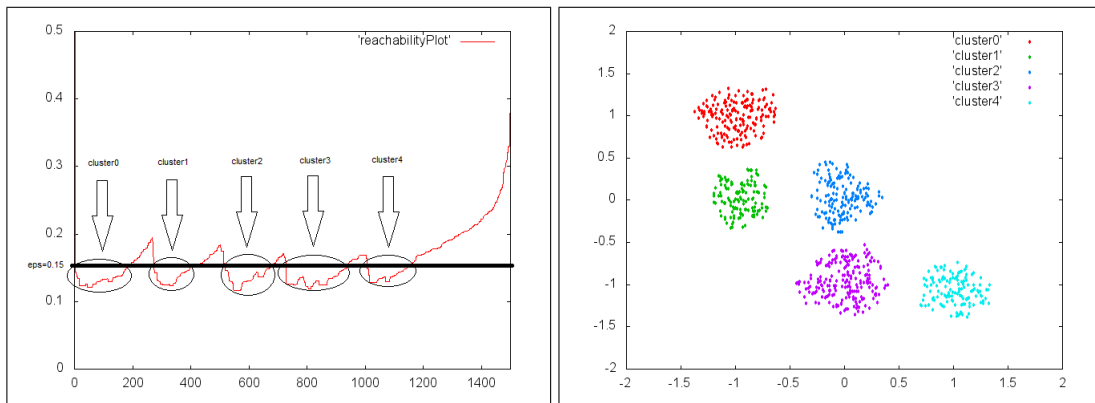 0.5
'reachabilityPlot'
0.4
0.3
cluster0 cluster1 cluster2 cluster3 cluster4
0.2
eps=0.15
0.1
0
0 200 400 600 800 1000 1200 1400
2
'cluster0'
'cluster1'
1.5
'cluster2'
'cluster3'
'cluster4'
1
0.5
0
-0.5
-1
-1.5
-2
-2 -1.5 -1 -0.5 0 0.5 1 1.5 2